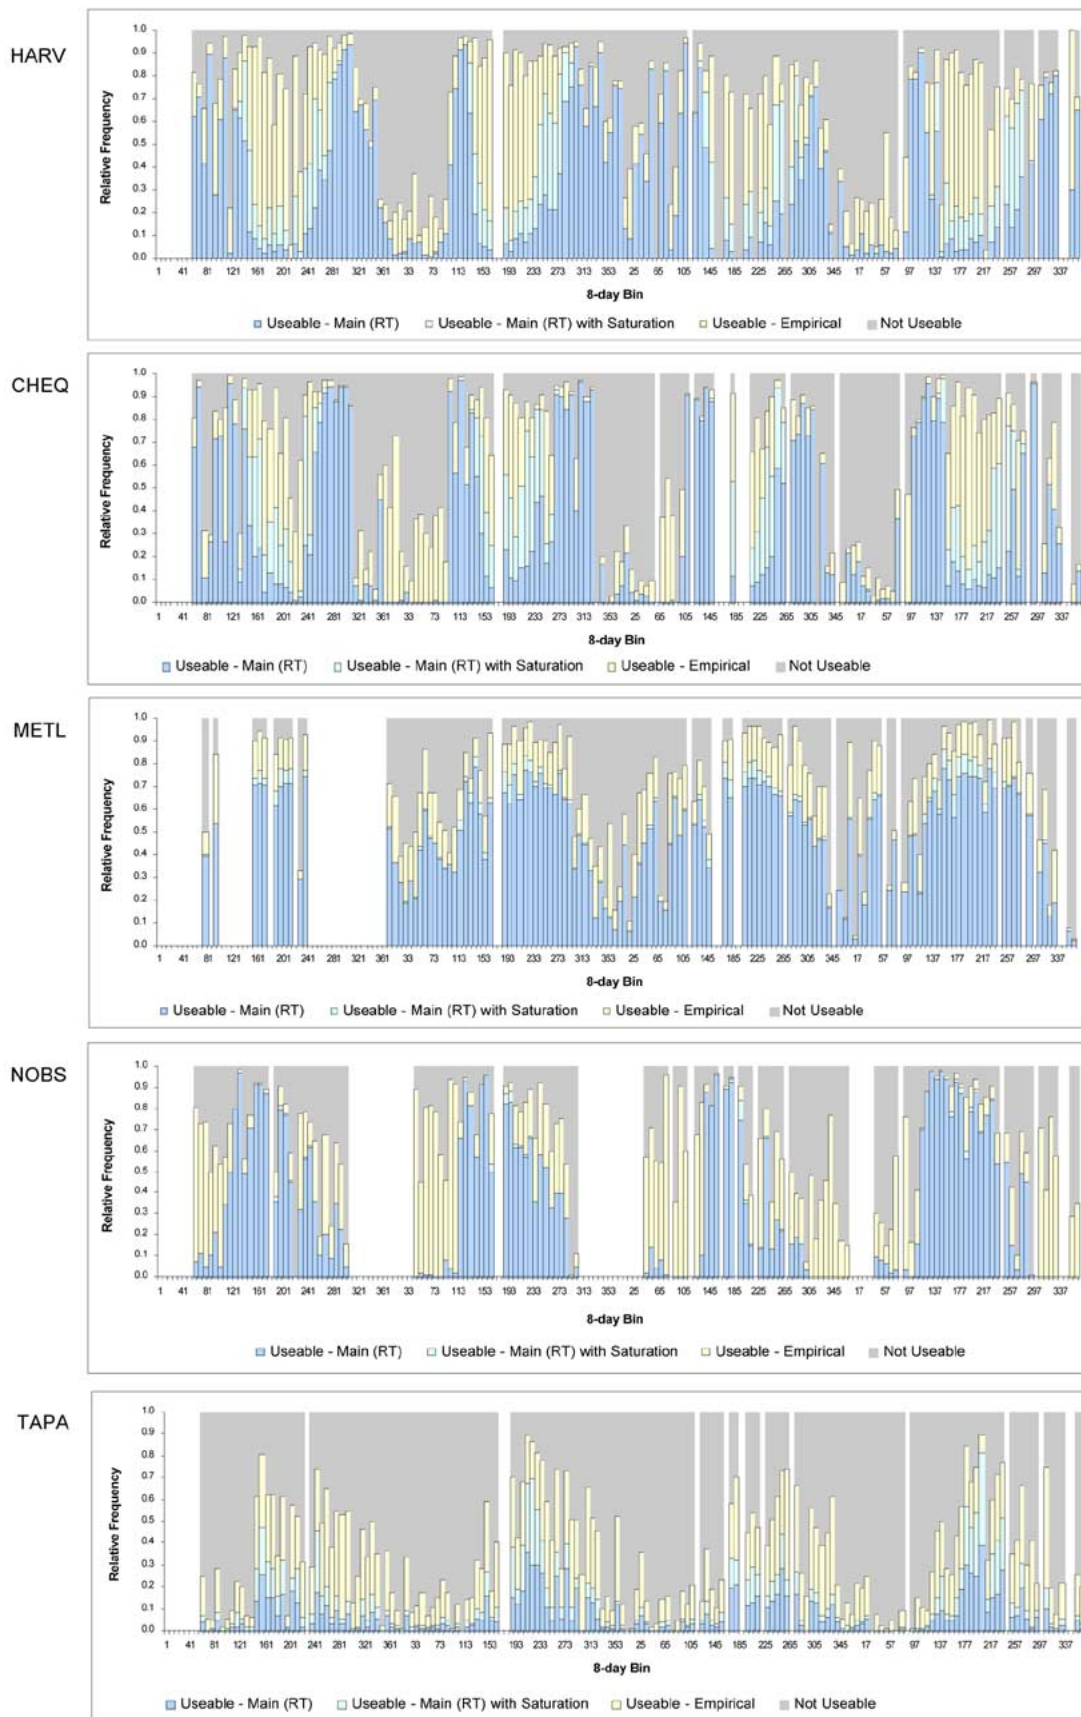 HARV
Relative Frequency
1.0
0.9
0.8
0.7
0.6
0.5
0.4
0.3
0.2
0.1
0.0
1 41 81 121 161 201 241 281 321 361 33 73 113 153 193 233 273 313 353 25 65 105 145 185 225 265 305 345 17 57 97 137 177 217 257 297 337
8-day Bin
Useable - Main (RT) Useable - Main (RT) with Saturation Useable - Empirical Not Useable
CHEQ
Relative Frequency
1.0
0.9
0.8
0.7
0.6
0.5
0.4
0.3
0.2
0.1
0.0
1 41 81 121 161 201 241 281 321 361 33 73 113 153 193 233 273 313 353 25 65 105 145 185 225 265 305 345 17 57 97 137 177 217 257 297 337
8-day Bin
Useable - Main (RT) Useable - Main (RT) with Saturation Useable - Empirical Not Useable
METL
Relative Frequency
1.0
0.9
0.8
0.7
0.6
0.5
0.4
0.3
0.2
0.1
0.0
1 41 81 121 161 201 241 281 321 361 33 73 113 153 193 233 273 313 353 25 65 105 145 185 225 265 305 345 17 57 97 137 177 217 257 297 337
8-day Bin
Useable - Main (RT) Useable - Main (RT) with Saturation Useable - Empirical Not Useable
NOBS
Relative Frequency
1.0
0.9
0.8
0.7
0.6
0.5
0.4
0.3
0.2
0.1
0.0
1 41 81 121 161 201 241 281 321 361 33 73 113 153 193 233 273 313 353 25 65 105 145 185 225 265 305 345 17 57 97 137 177 217 257 297 337
8-day Bin
Useable - Main (RT) Useable - Main (RT) with Saturation Useable - Empirical Not Useable
TAPA
Relative Frequency
1.0
0.9
0.8
0.7
0.6
0.5
0.4
0.3
0.2
0.1
0.0
1 41 81 121 161 201 241 281 321 361 33 73 113 153 193 233 273 313 353 25 65 105 145 185 225 265 305 345 17 57 97 137 177 217 257 297 337
8-day Bin
Useable - Main (RT) Useable - Main (RT) with Saturation Useable - Empirical Not Useable